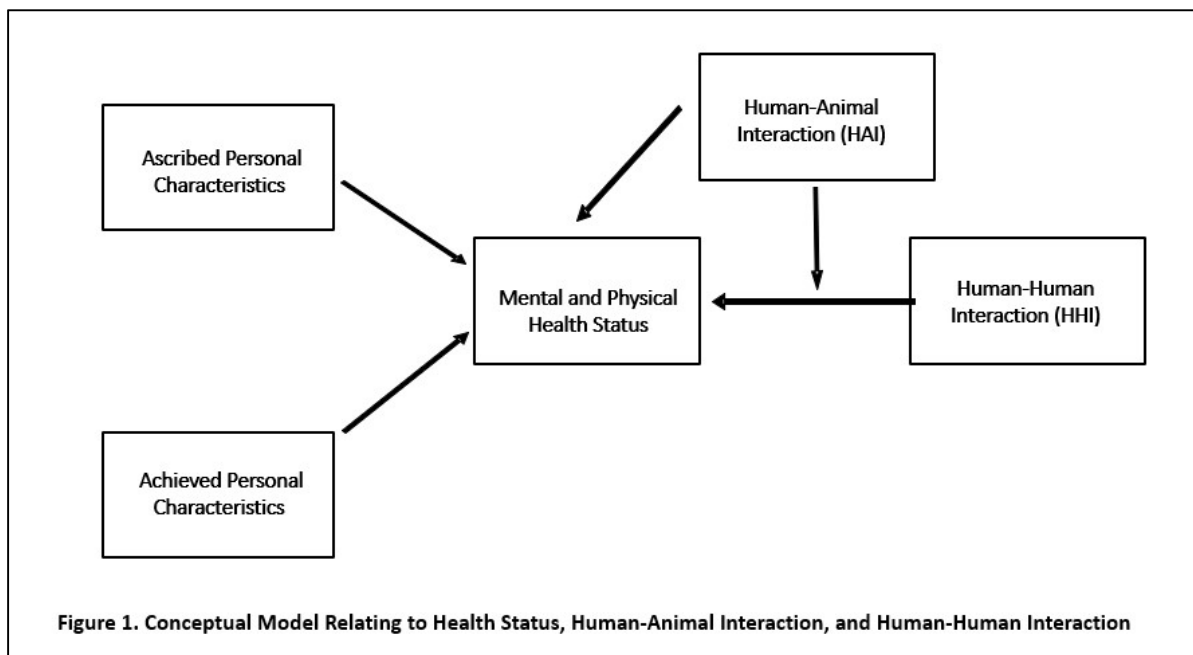 Human-Animal
Interaction (HAI)
Ascribed Personal
Characteristics
Mental and Physical
Health Status
Human-Human
Interaction (HHI)
Achieved Personal
Characteristics
Figure 1. Conceptual Model Relating to Health Status, Human-Animal Interaction, and Human-Human Interaction